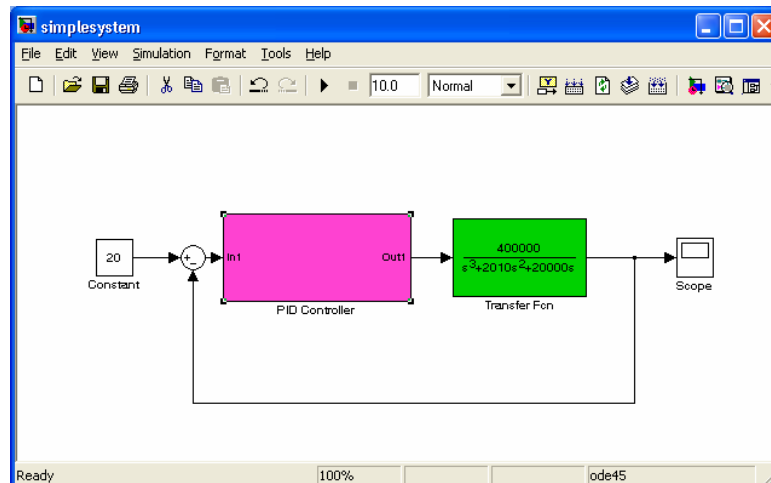 simplesystem
File Edit View Simulation Format Tools Help
10.0 Normal
20
Constant
+
-
In1 Out1
PID Controller
400000
s³+2010s²+20000s
Transfer Fcn
Scope
Ready 100% ode45